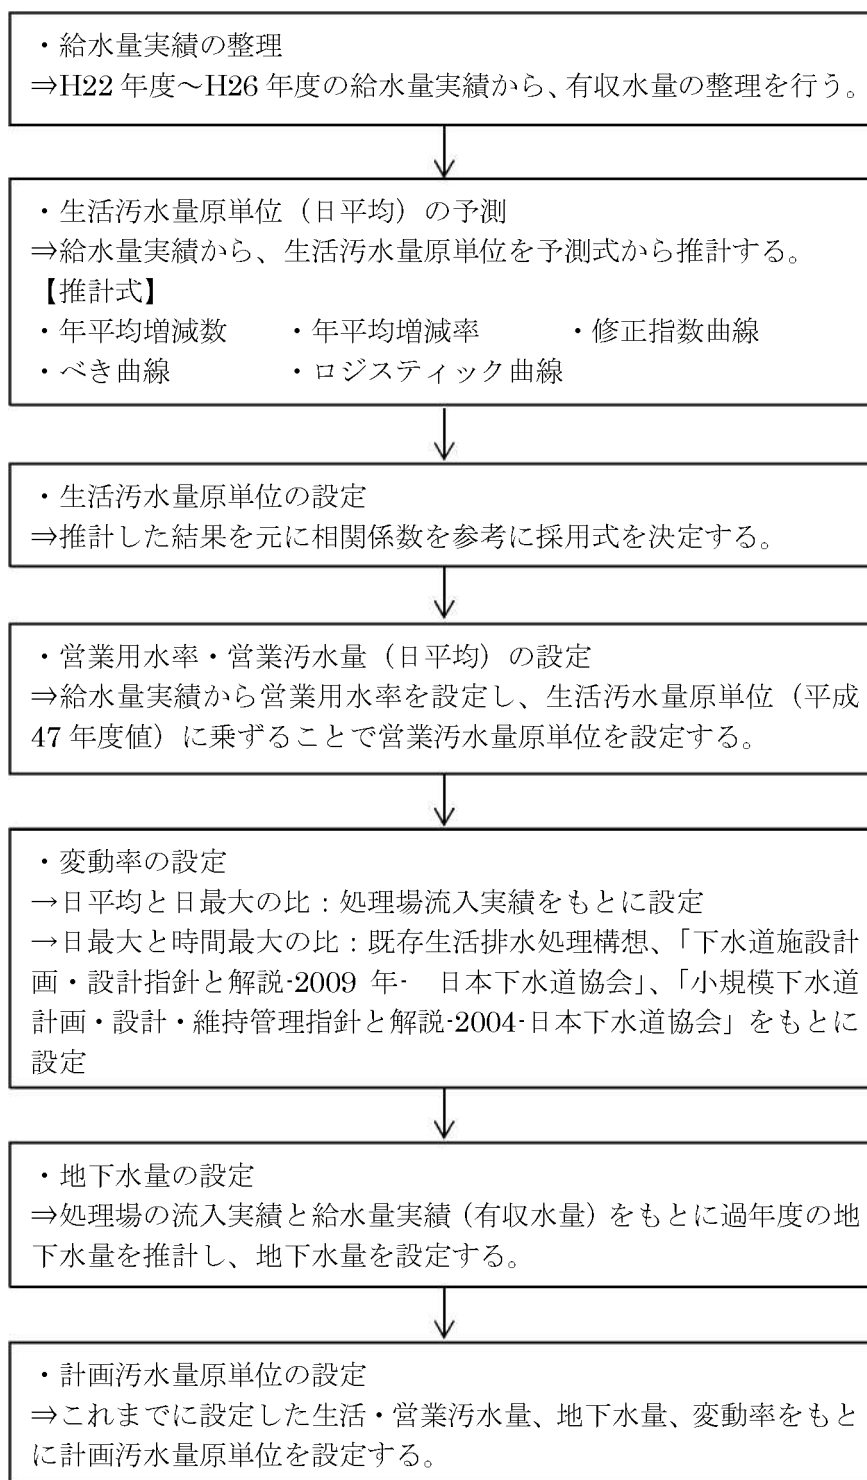 ・給水量実績の整理
⇒H22 年度～H26 年度の給水量実績から、有収水量の整理を行う。
・生活汚水量原単位（日平均）の予測
⇒給水量実績から、生活汚水量原単位を予測式から推計する。
【推計式】
・年平均増減数　　・年平均増減率　　・修正指数曲線
・べき曲線　　・ロジスティック曲線
・生活汚水量原単位の設定
⇒推計した結果を元に相関係数を参考に採用式を決定する。
・営業用水率・営業汚水量（日平均）の設定
⇒給水量実績から営業用水率を設定し、生活汚水量原単位（平成
47 年度値）に乗ずることで営業汚水量原単位を設定する。
・変動率の設定
→日平均と日最大の比：処理場流入実績をもとに設定
→日最大と時間最大の比：既存生活排水処理構想、「下水道施設計
画・設計指針と解説-2009 年-　日本下水道協会」、「小規模下水道
計画・設計・維持管理指針と解説-2004-日本下水道協会」をもとに
設定
・地下水量の設定
⇒処理場の流入実績と給水量実績（有収水量）をもとに過年度の地
下水量を推計し、地下水量を設定する。
・計画汚水量原単位の設定
⇒これまでに設定した生活・営業汚水量、地下水量、変動率をもと
に計画汚水量原単位を設定する。